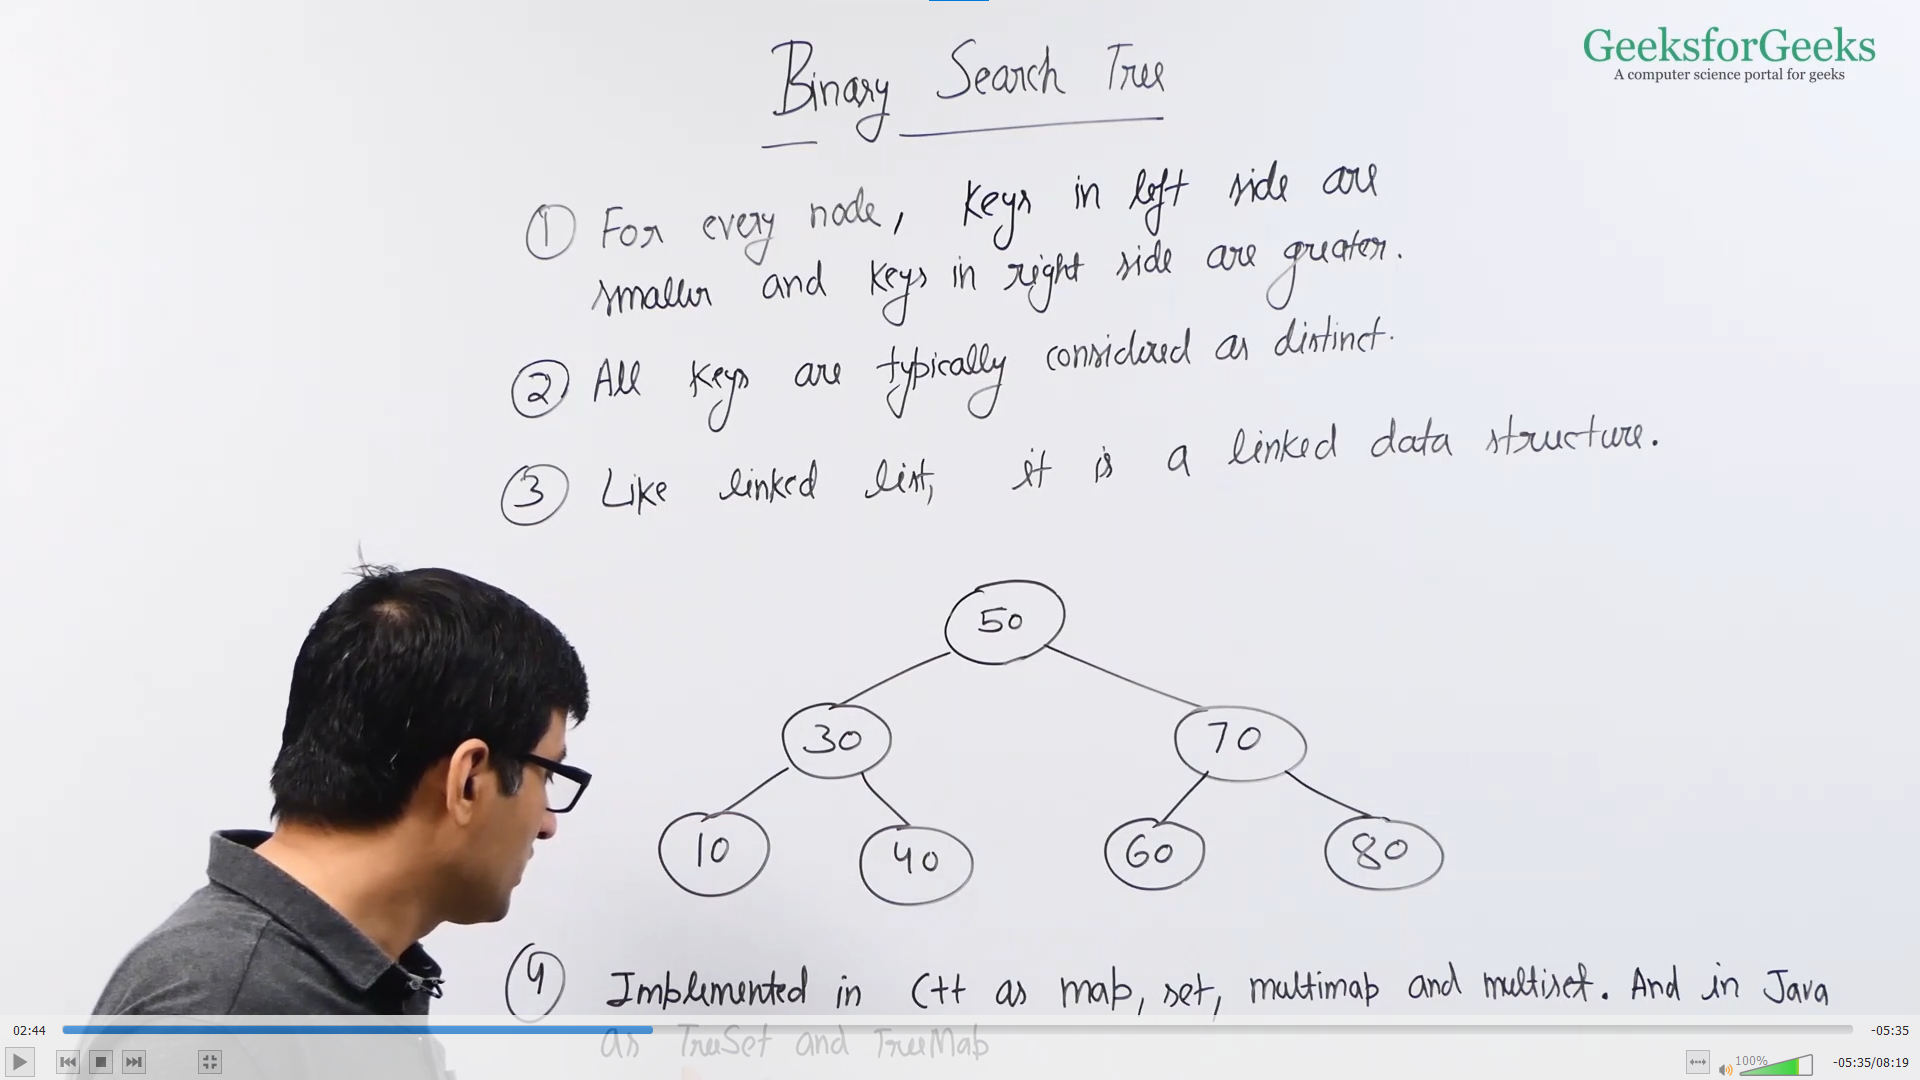 GeeksforGeeks
A computer science portal for geeks
Binary Search Tree
① For every node, keys in left side are
smaller and keys in right side are greater.
② All keys are typically considered as distinct.
③ Like linked list, it is a linked data structure.
50
30 70
10 40 60 80
④ Implemented in C++ as map, set, multimap and multiset. And in Java
as TreeSet and TreeMap
02:44 -05:35
100% -05:35/08:19